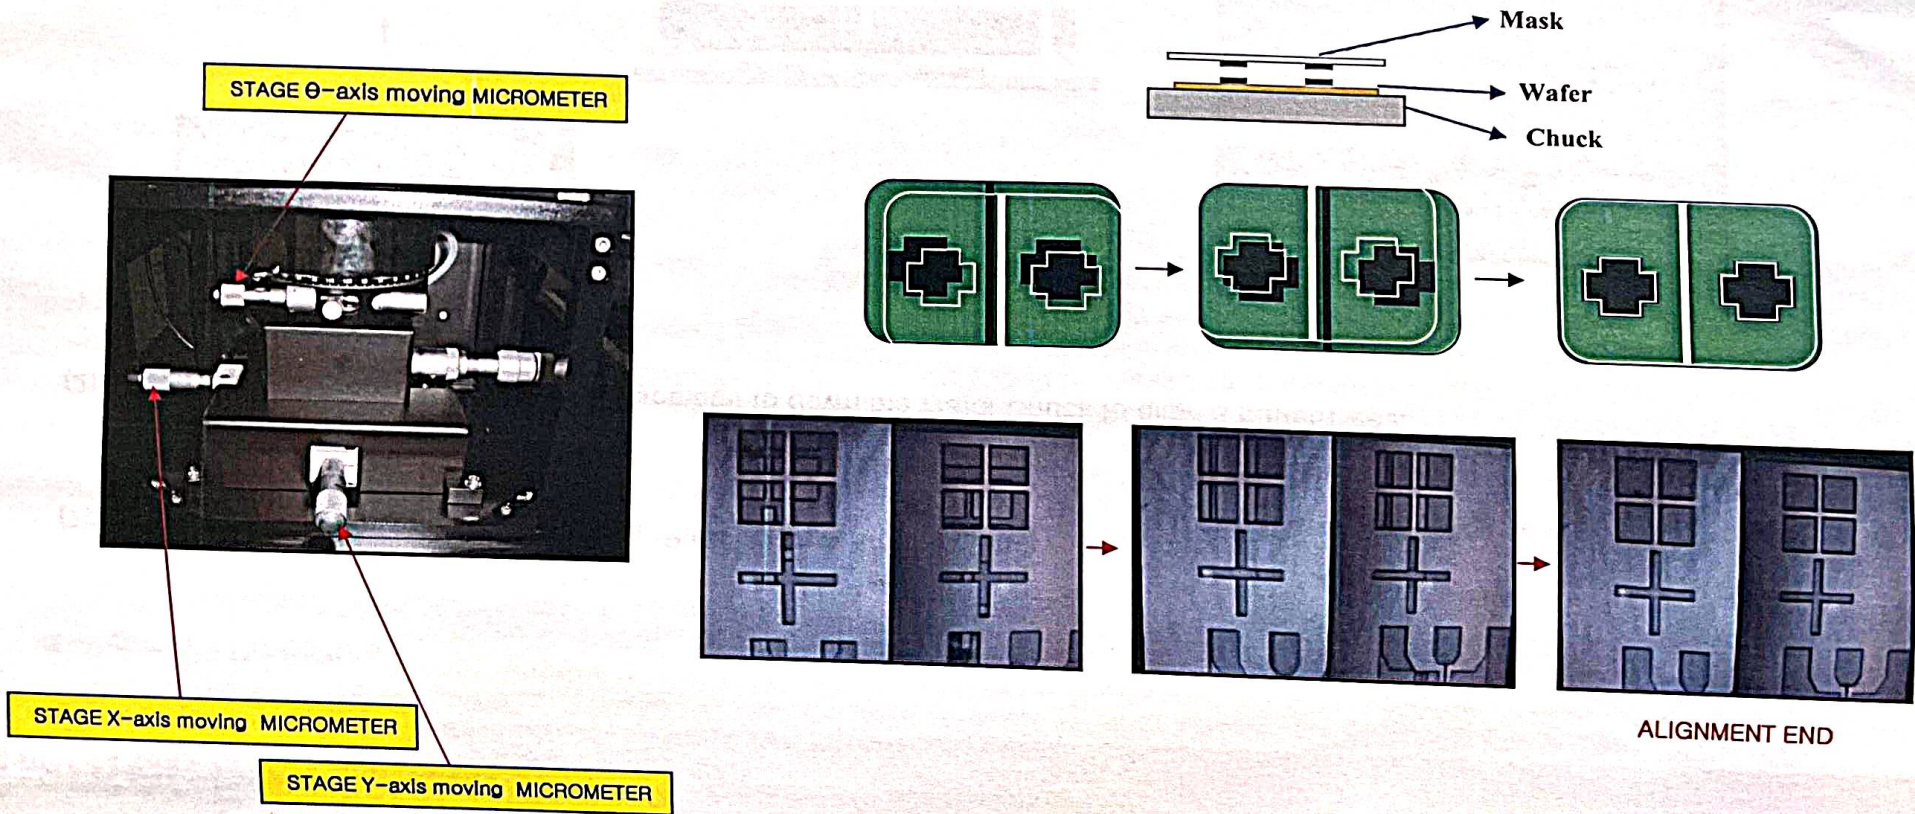 STAGE Θ-axis moving MICROMETER
Mask
Wafer
Chuck
STAGE X-axis moving MICROMETER
STAGE Y-axis moving MICROMETER
ALIGNMENT END